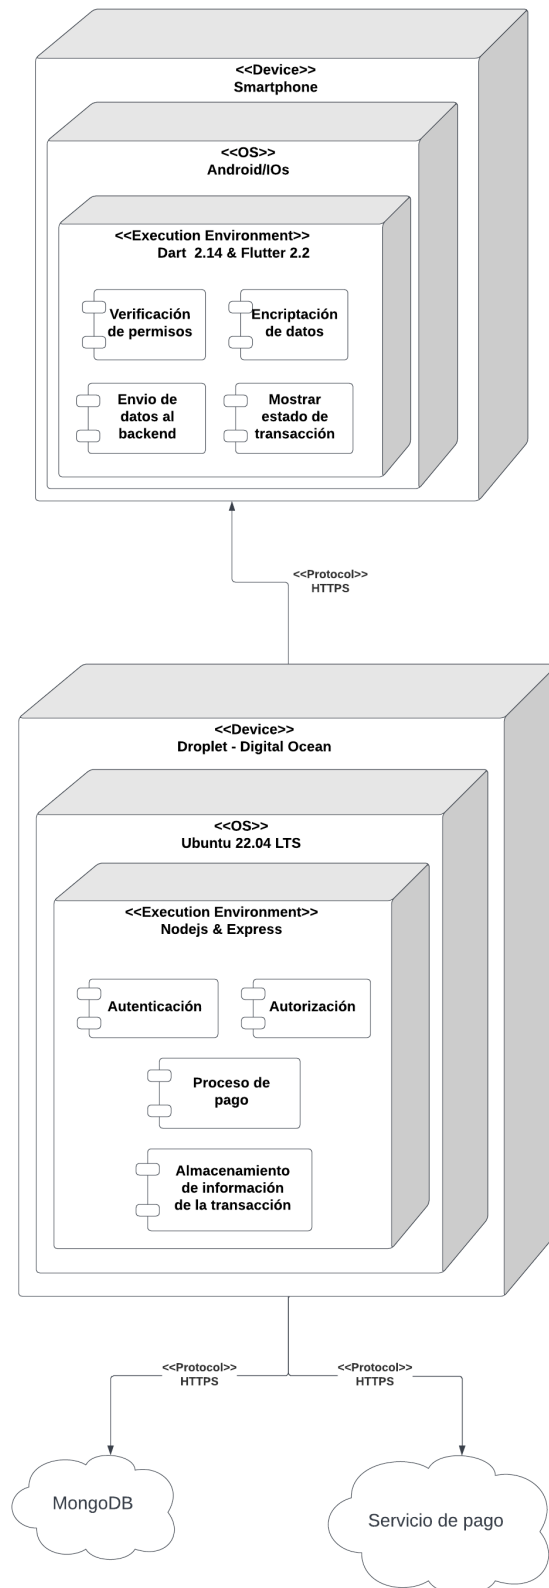 <<Device>>
Smartphone
<<OS>>
Android/IOs
<<Execution Environment>>
Dart 2.14 & Flutter 2.2
Verificación
de permisos
Encriptación
de datos
Envio de
datos al
backend
Mostrar
estado de
transacción
<<Protocol>>
HTTPS
<<Device>>
Droplet - Digital Ocean
<<OS>>
Ubuntu 22.04 LTS
<<Execution Environment>>
Nodejs & Express
Autenticación
Autorización
Proceso de
pago
Almacenamiento
de información
de la transacción
<<Protocol>>
HTTPS
<<Protocol>>
HTTPS
MongoDB
Servicio de pago